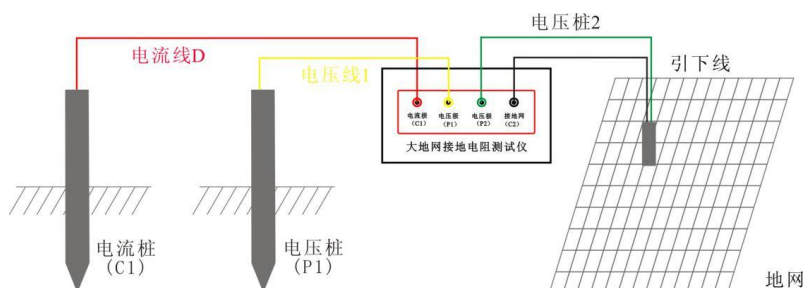 电压桩2
电流线D
电压线1
引下线
电流极 电压极 电压极 接地网
(C1) (P1) (P2) (C2)
大地网接地电阻测试仪
电流桩
(C1)
电压桩
(P1)
地网